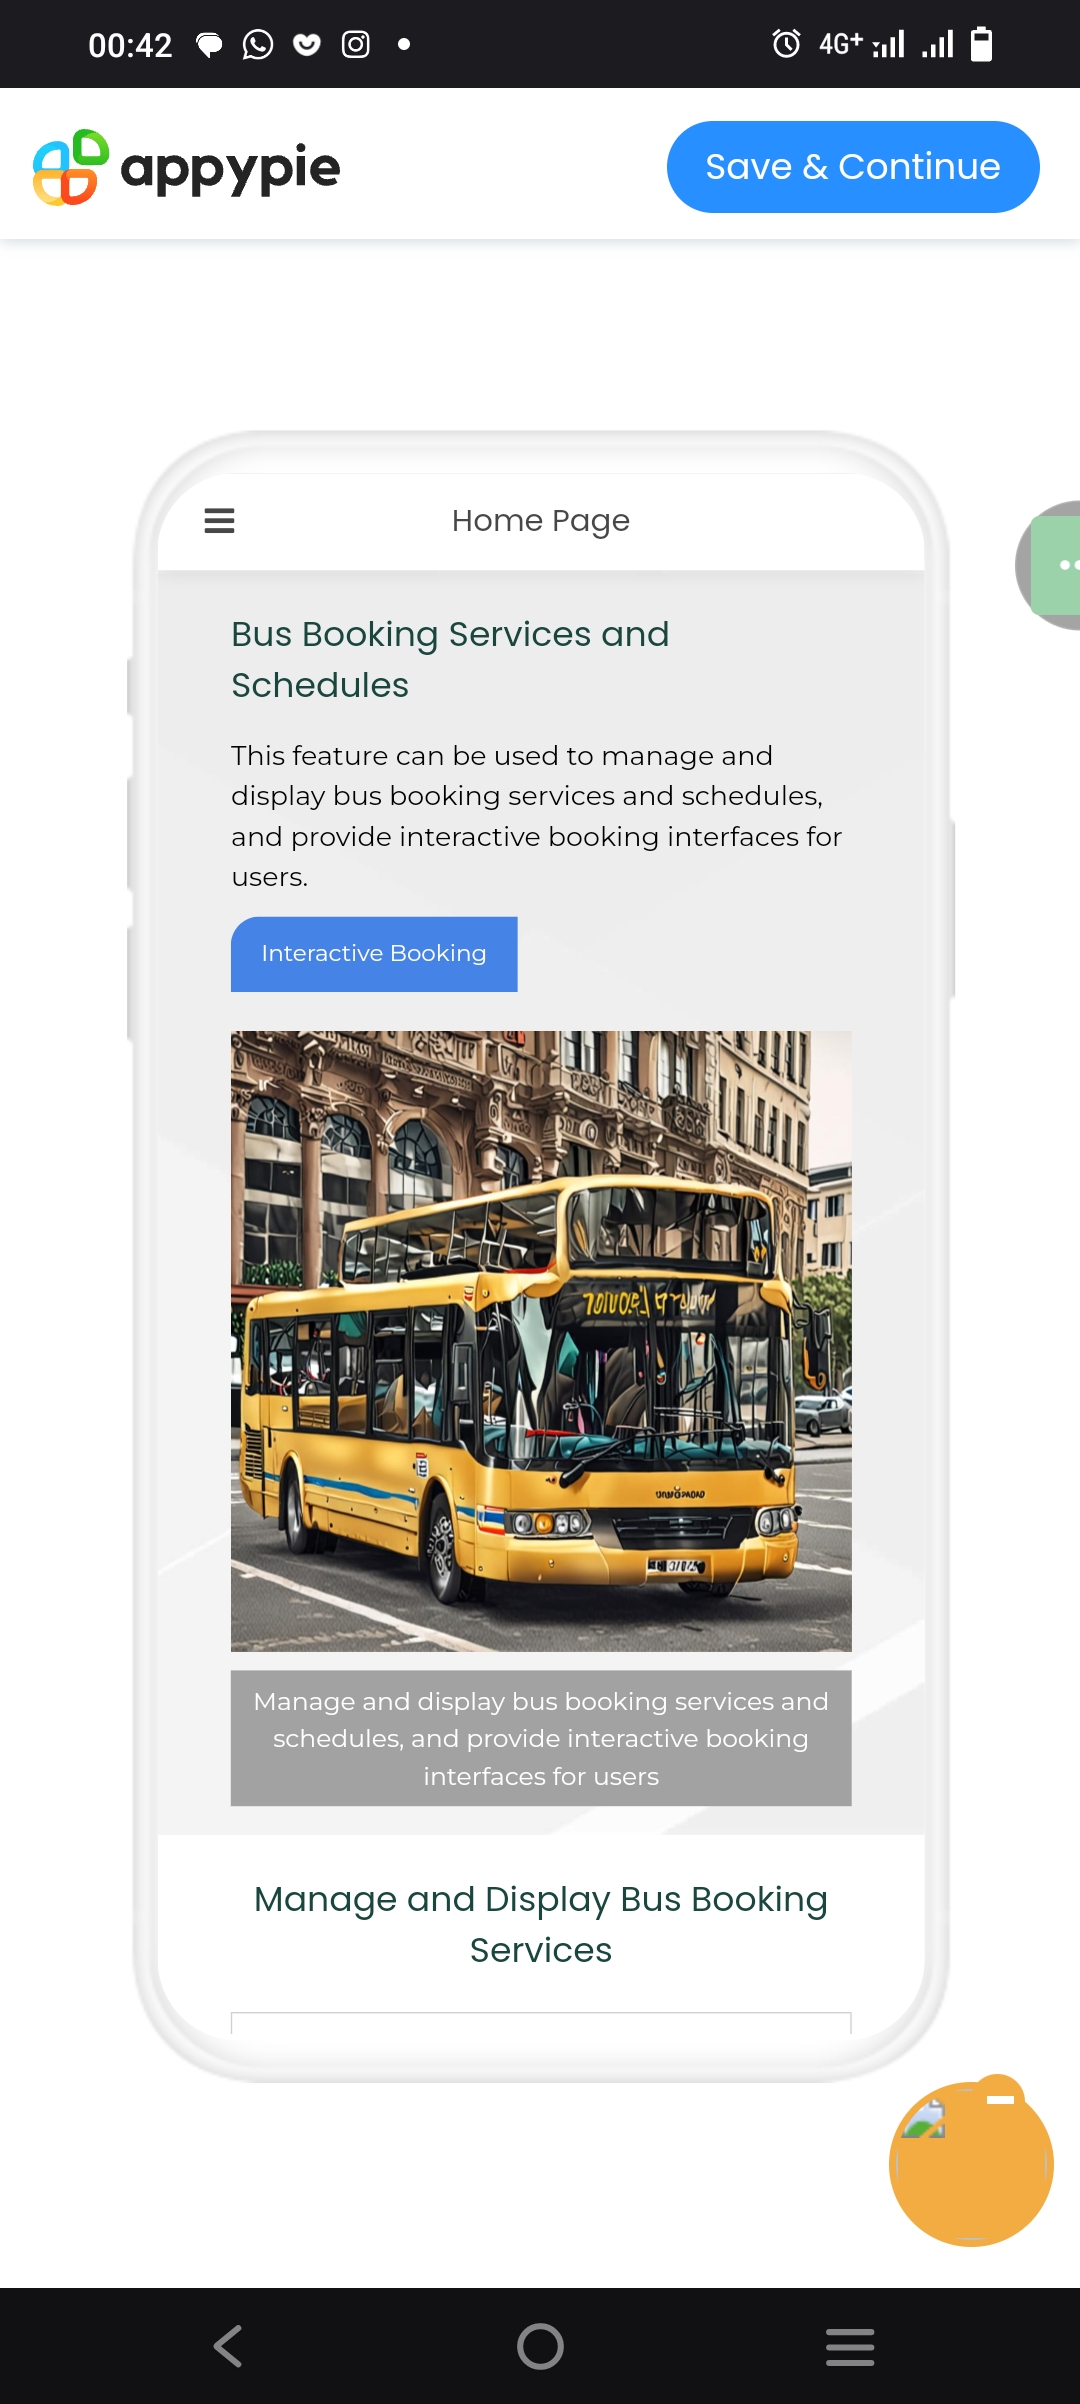 00:42
4G+
appypie
Save & Continue
Home Page
Bus Booking Services and
Schedules
This feature can be used to manage and
display bus booking services and schedules,
and provide interactive booking interfaces for
users.
Interactive Booking
Manage and display bus booking services and
schedules, and provide interactive booking
interfaces for users
Manage and Display Bus Booking
Services